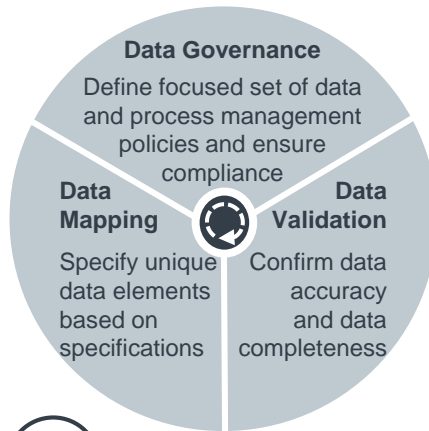 Data Governance
Define focused set of data
and process management
policies and ensure
compliance
Data
Mapping
Specify unique
data elements
based on
specifications
Data
Validation
Confirm data
accuracy
and data
completeness